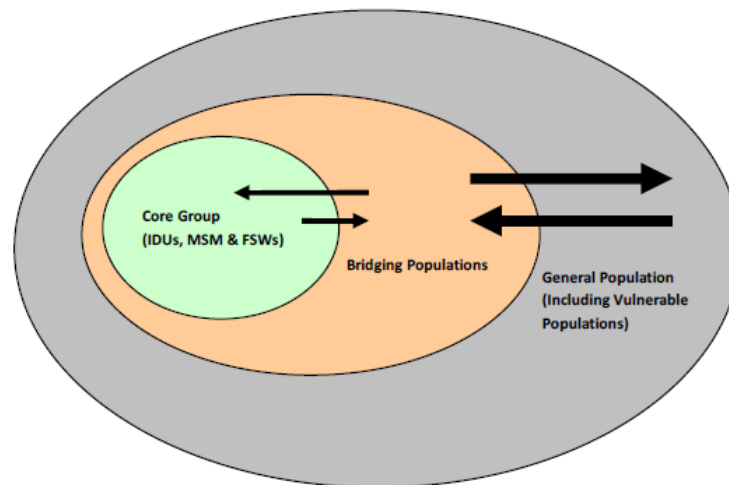 Core Group
(IDUs, MSM & FSWs)
Bridging Populations
General Population
(Including Vulnerable
Populations)